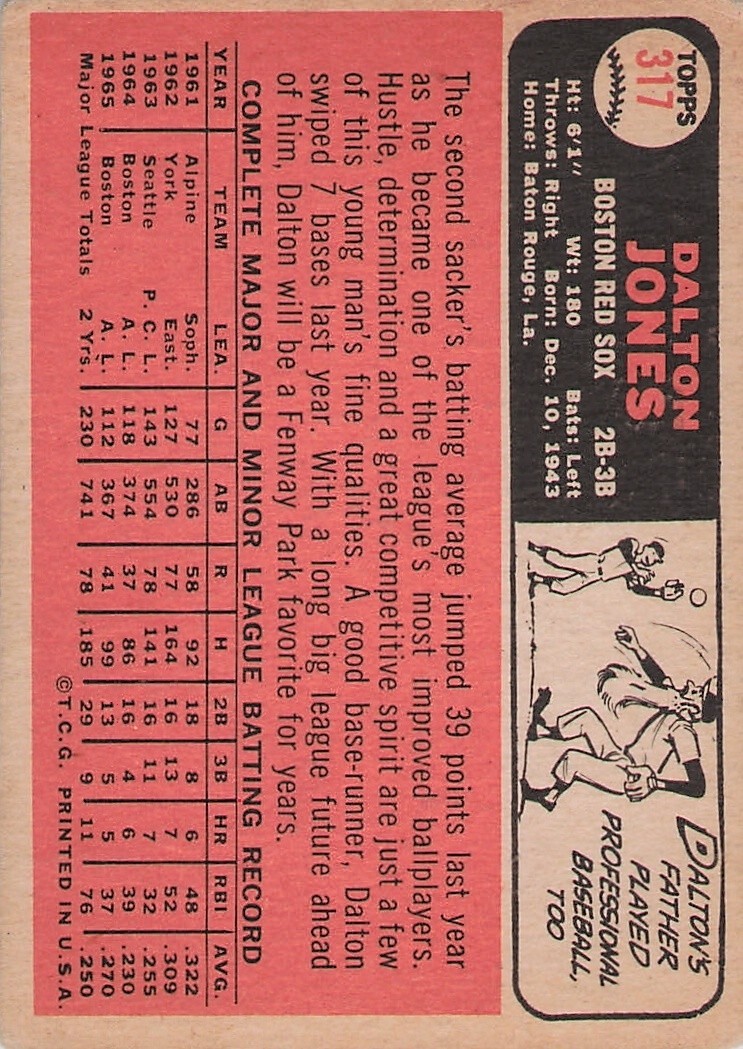 TOPPS
317
DALTON
JONES
BOSTON RED SOX 2B-3B
Ht: 6'1" Wt: 180 Bats: Left
Throws: Right Born: Dec. 10, 1943
Home: Baton Rouge, La.
DALTON'S
FATHER
PLAYED
PROFESSIONAL
BASEBALL,
TOO
The second sacker's batting average jumped 39 points last year
as he became one of the league's most improved ballplayers.
Hustle, determination and a great competitive spirit are just a few
of this young man's fine qualities. A good base-runner, Dalton
swiped 7 bases last year. With a long big league future ahead
of him, Dalton will be a Fenway Park favorite for years.
COMPLETE MAJOR AND MINOR LEAGUE BATTING RECORD
YEAR TEAM LEA. G AB R H 2B 3B HR RBI AVG.
1961 Alpine Soph. 77 286 58 92 18 8 6 48 .322
1962 York East. 127 530 77 164 16 13 7 52 .309
1963 Seattle P.C.L. 143 554 78 141 16 11 7 32 .255
1964 Boston A.L. 118 374 37 86 16 4 6 39 .230
1965 Boston A.L. 112 367 41 99 13 5 5 37 .270
Major League Totals 2 Yrs. 230 741 78 185 29 9 11 76 .250
©T.C.G. PRINTED IN U.S.A.